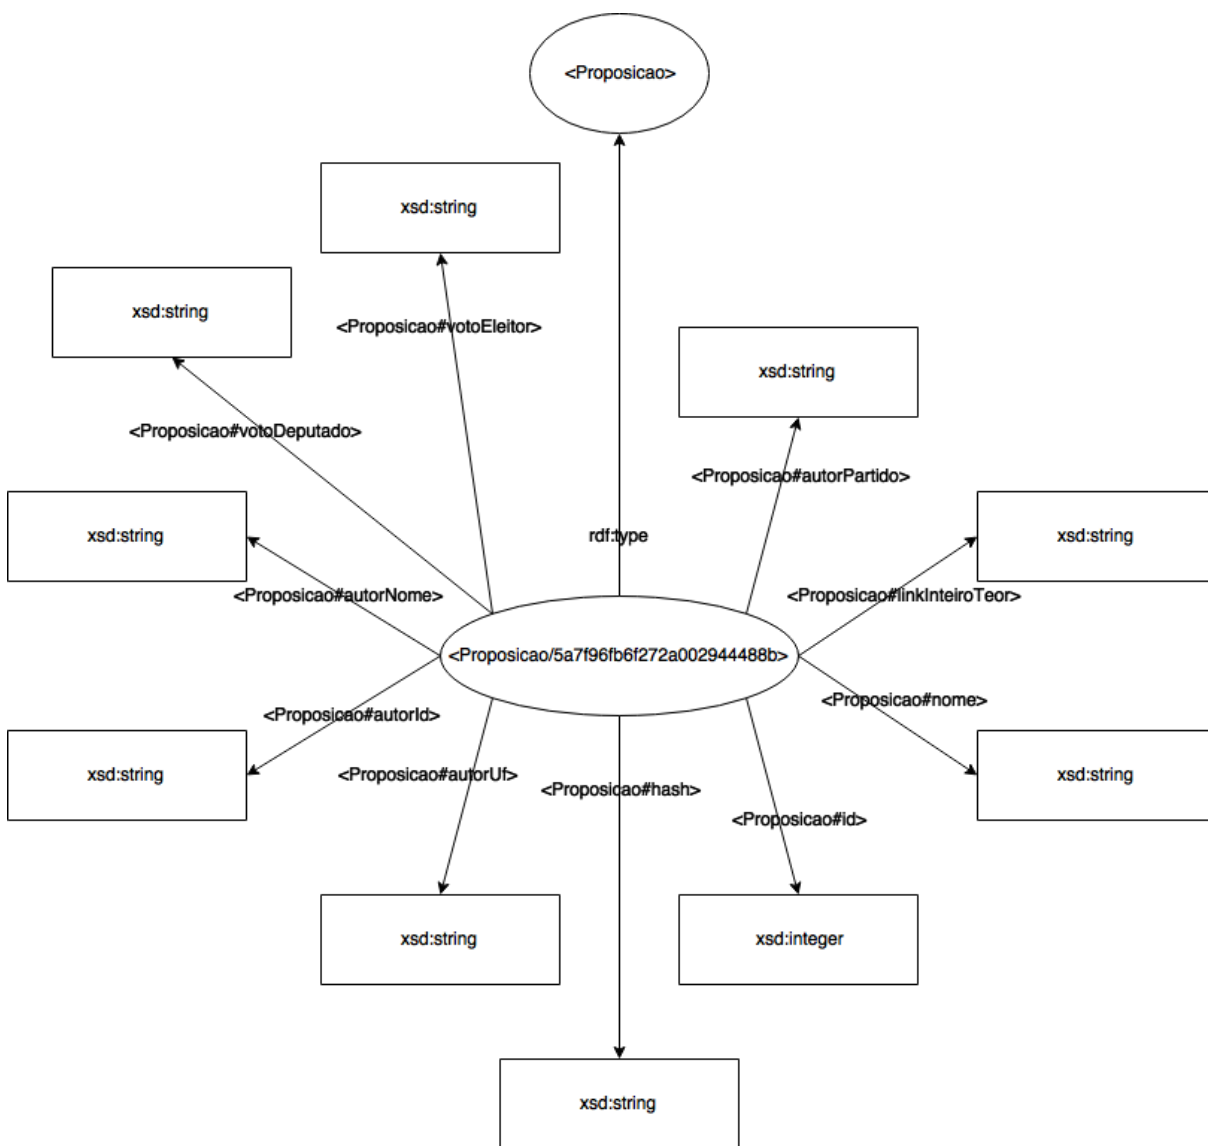 <Proposicao>
xsd:string
xsd:string
<Proposicao#votoEleitor>
xsd:string
<Proposicao#votoDeputado>
<Proposicao#autorPartido>
xsd:string
rdf:type
xsd:string
<Proposicao#autorNome>
<Proposicao#linkInteiroTeor>
<Proposicao/5a7f96fb6f272a002944488b>
<Proposicao#nome>
<Proposicao#autorId>
xsd:string
<Proposicao#autorUf>
xsd:string
<Proposicao#hash>
<Proposicao#id>
xsd:string
xsd:integer
xsd:string